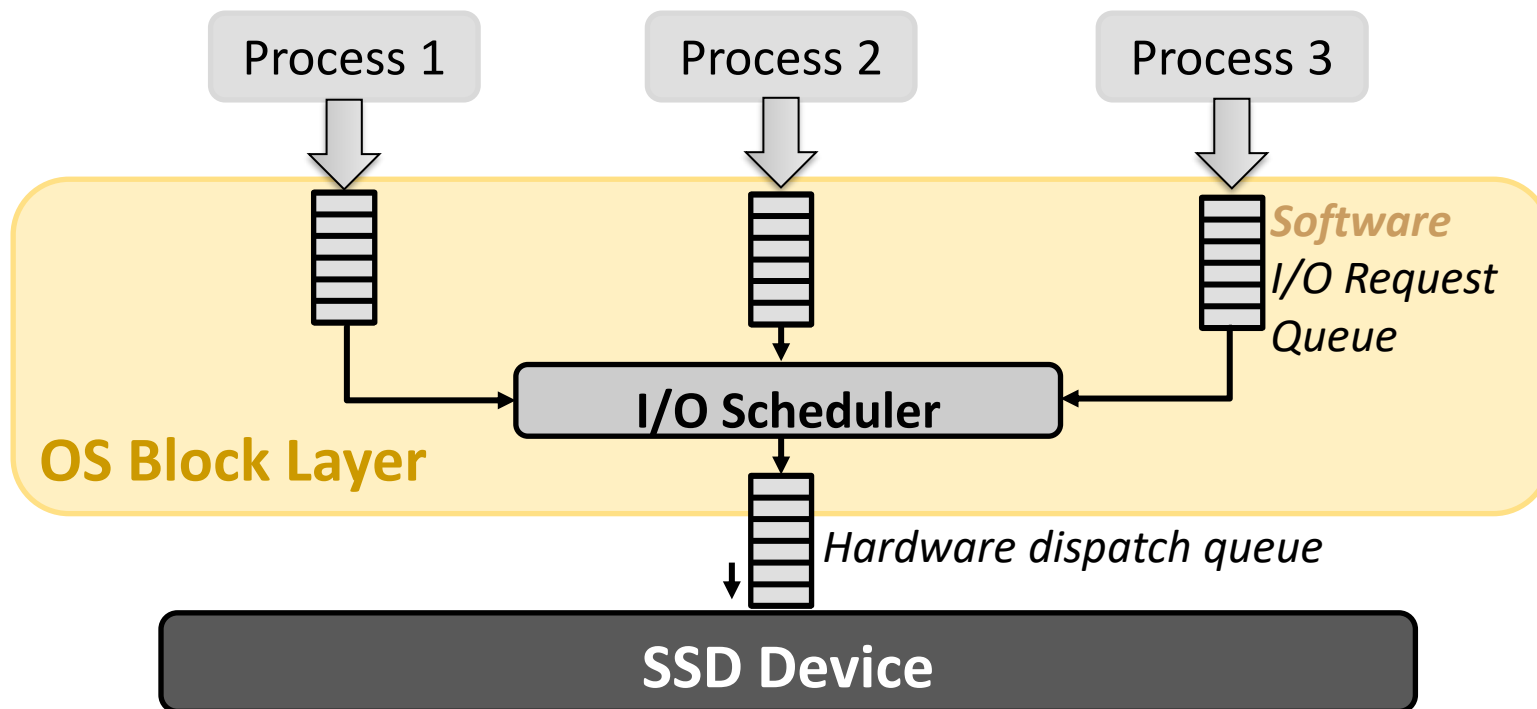 Process 1
Process 2
Process 3
Software
I/O Request
Queue
I/O Scheduler
OS Block Layer
Hardware dispatch queue
SSD Device